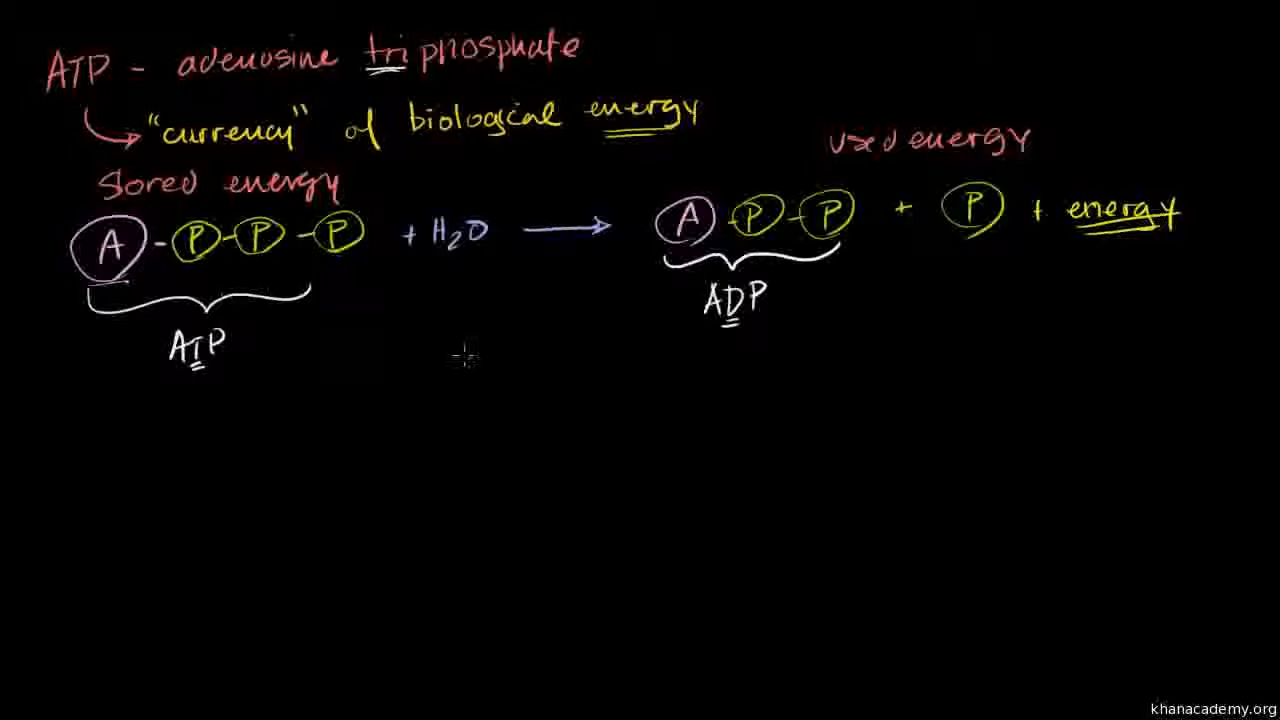 ATP - adenosine triphosphate
"currency" of biological energy
used energy
Stored energy
A - P - P - P + H2O → A - P - P + P + energy
ATP
ADP
khanacademy.org